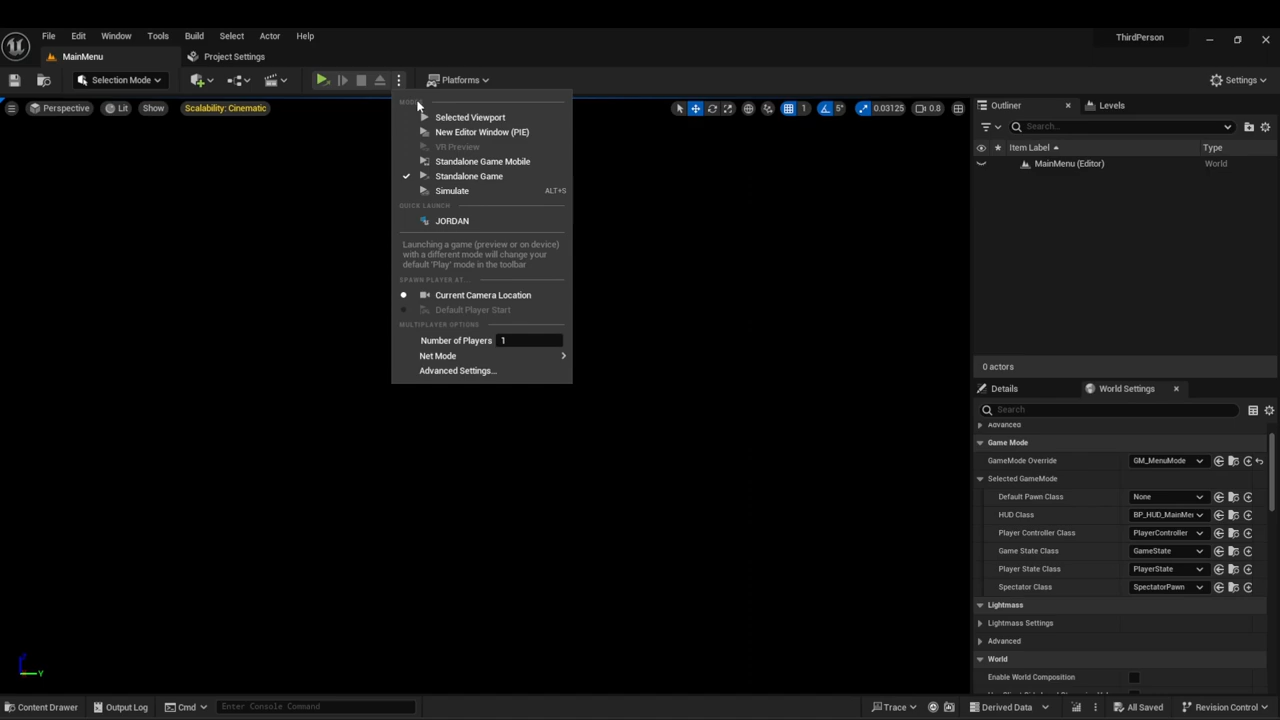 File Edit Window Tools Build Select Actor Help
ThirdPerson
MainMenu Project Settings
Selection Mode Platforms Settings
Perspective Lit Show Scalability: Cinematic
1 5° 0.03125 0.8
Outliner Levels
Search...
Item Label Type
MainMenu (Editor) World
Selected Viewport
New Editor Window (PIE)
VR Preview
Standalone Game Mobile
Standalone Game
Simulate ALT+S
QUICK LAUNCH
JORDAN
Launching a game (preview or on device)
with a different mode will change your
default 'Play' mode in the toolbar
SPAWN PLAYER AT...
Current Camera Location
Default Player Start
MULTIPLAYER OPTIONS
Number of Players 1
Net Mode
Advanced Settings...
0 actors
Details World Settings
Search
Advanced
Game Mode
GameMode Override GM_MenuMode
Selected GameMode
Default Pawn Class None
HUD Class BP_HUD_MainMe
Player Controller Class PlayerController
Game State Class GameState
Player State Class PlayerState
Spectator Class SpectatorPawn
Lightmass
Lightmass Settings
Advanced
World
Enable World Composition
Y
Content Drawer Output Log Cmd Enter Console Command Trace Derived Data All Saved Revision Control